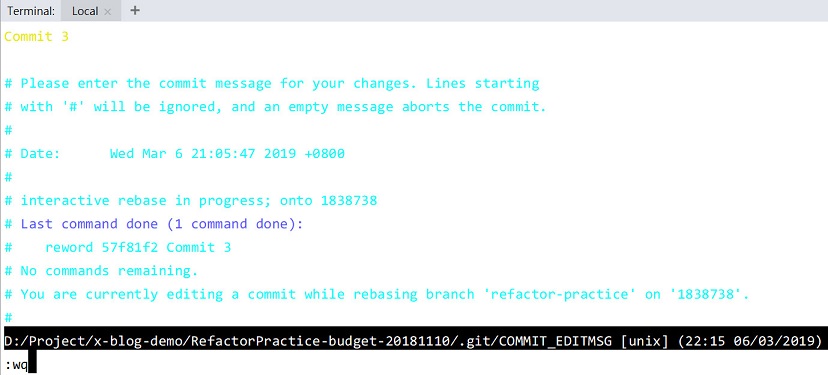 Terminal: Local × +
Commit 3
# Please enter the commit message for your changes. Lines starting
# with '#' will be ignored, and an empty message aborts the commit.
#
# Date:      Wed Mar 6 21:05:47 2019 +0800
#
# interactive rebase in progress; onto 1838738
# Last command done (1 command done):
#    reword 57f81f2 Commit 3
# No commands remaining.
# You are currently editing a commit while rebasing branch 'refactor-practice' on '1838738'.
#
D:/Project/x-blog-demo/RefactorPractice-budget-20181110/.git/COMMIT_EDITMSG [unix] (22:15 06/03/2019)
:wq